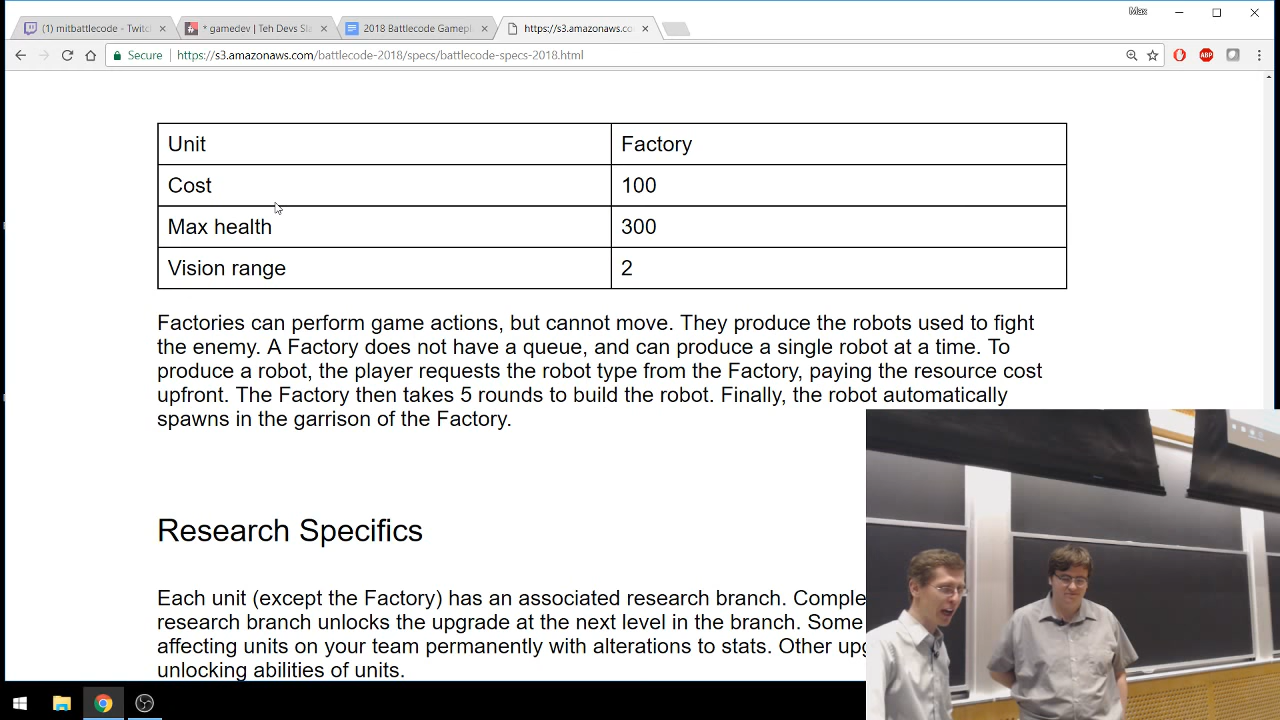 Max
(1) mitbattlecode - Twitch
* gamedev | Teh Devs Sla
2018 Battlecode Gamepl
https://s3.amazonaws.co
Secure
https://s3.amazonaws.com/battlecode-2018/specs/battlecode-specs-2018.html
ABP
Unit Factory
Cost 100
Max health 300
Vision range 2
Factories can perform game actions, but cannot move. They produce the robots used to fight
the enemy. A Factory does not have a queue, and can produce a single robot at a time. To
produce a robot, the player requests the robot type from the Factory, paying the resource cost
upfront. The Factory then takes 5 rounds to build the robot. Finally, the robot automatically
spawns in the garrison of the Factory.
Research Specifics
Each unit (except the Factory) has an associated research branch. Comple
research branch unlocks the upgrade at the next level in the branch. Some
affecting units on your team permanently with alterations to stats. Other upg
unlocking abilities of units.